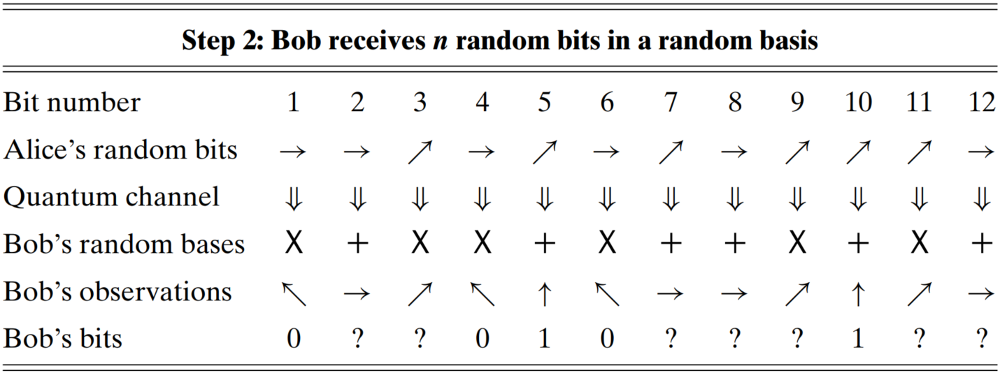 Step 2: Bob receives n random bits in a random basis
Bit number 1 2 3 4 5 6 7 8 9 10 11 12
Alice’s random bits → → ↗ → ↗ → ↗ → ↗ ↗ ↗ →
Quantum channel ⇓ ⇓ ⇓ ⇓ ⇓ ⇓ ⇓ ⇓ ⇓ ⇓ ⇓ ⇓
Bob’s random bases X + X X + X + + X + X +
Bob’s observations ↖ → ↗ ↖ ↑ ↖ → → ↗ ↑ ↗ →
Bob’s bits 0 ? ? 0 1 0 ? ? ? 1 ? ?